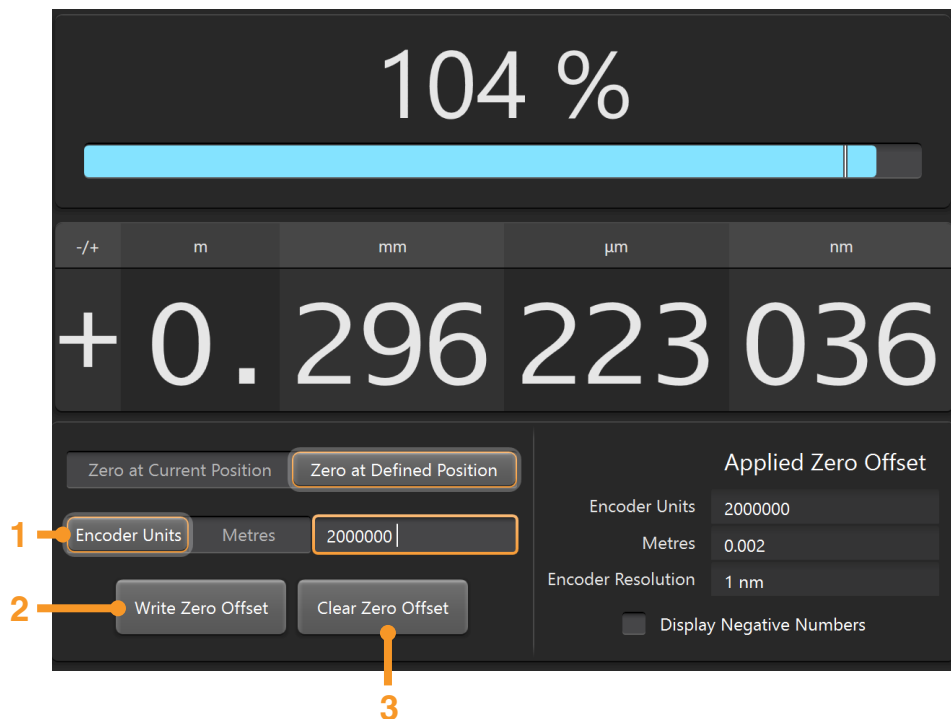 104 %
-/+ m mm µm nm
+ 0. 296 223 036
Zero at Current Position Zero at Defined Position
1 Encoder Units Metres 2000000
2 Write Zero Offset Clear Zero Offset
3
Applied Zero Offset
Encoder Units 2000000
Metres 0.002
Encoder Resolution 1 nm
Display Negative Numbers